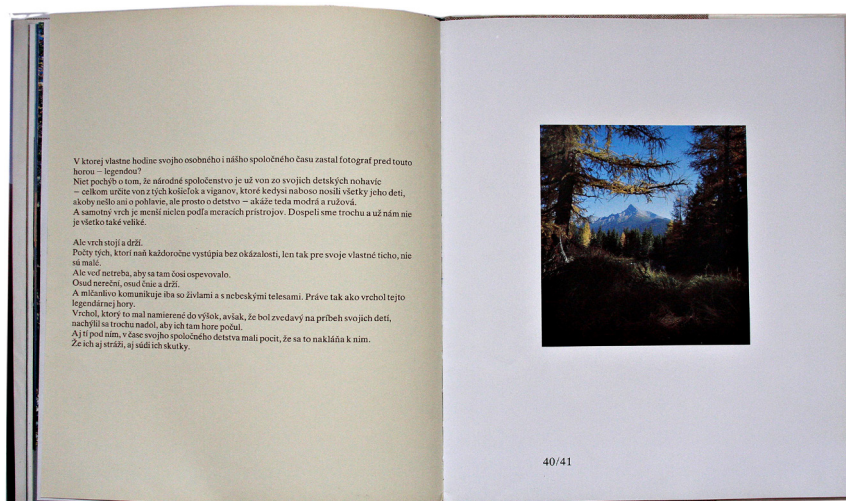 V ktorej vlastne hodine svojho osobného i nášho spoločného času zastal fotograf pred touto
horou – legendou?
Niet pochýb o tom, že národné spoločenstvo je už von zo svojich detských nohavíc
– celkom určite von z tých košieľok a viganov, ktoré kedysi naboso nosili všetky jeho deti,
akoby nešlo ani o pohlavie, ale prosto o detstvo – akáže teda modrá a ružová.
A samotný vrch je menší nielen podľa meracích prístrojov. Dospeli sme trochu a už nám nie
je všetko také veliké.
Ale vrch stojí a drží.
Počty tých, ktorí naň každoročne vystúpia bez okázalosti, len tak pre svoje vlastné ticho, nie
sú malé.
Ale veď netreba, aby sa tam čosi ospevovalo.
Osud nereční, osud čnie a drží.
A mlčanlivo komunikuje iba so živlami a s nebeskými telesami. Práve tak ako vrchol tejto
legendárnej hory.
Vrchol, ktorý to mal namierené do výšok, avšak, že bol zvedavý na príbeh svojich detí,
nachýlil sa trochu nadol, aby ich tam hore počul.
Aj tí pod ním, v čase svojho spoločného detstva mali pocit, že sa to nakláňa k nim.
Že ich aj stráži, aj súdi ich skutky.
40/41